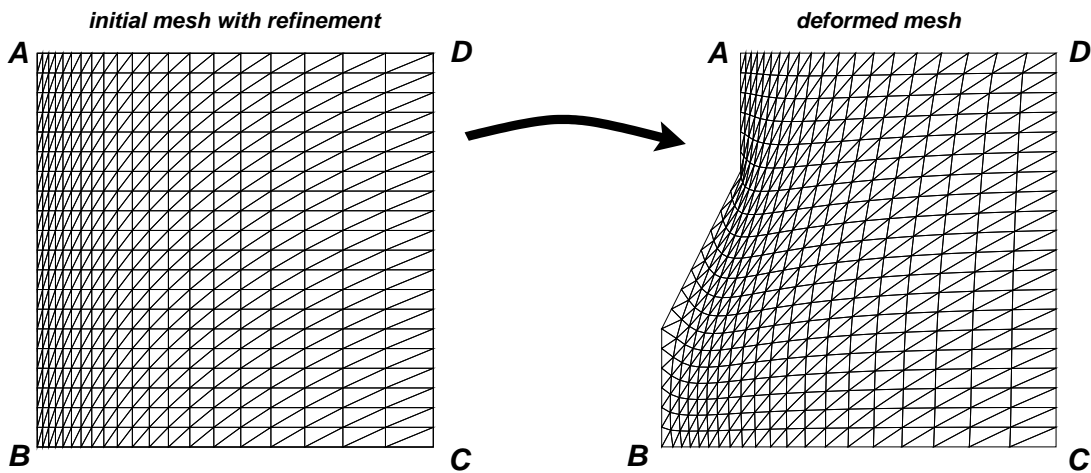 initial mesh with refinement
deformed mesh
A
D
A
D
B
C
B
C